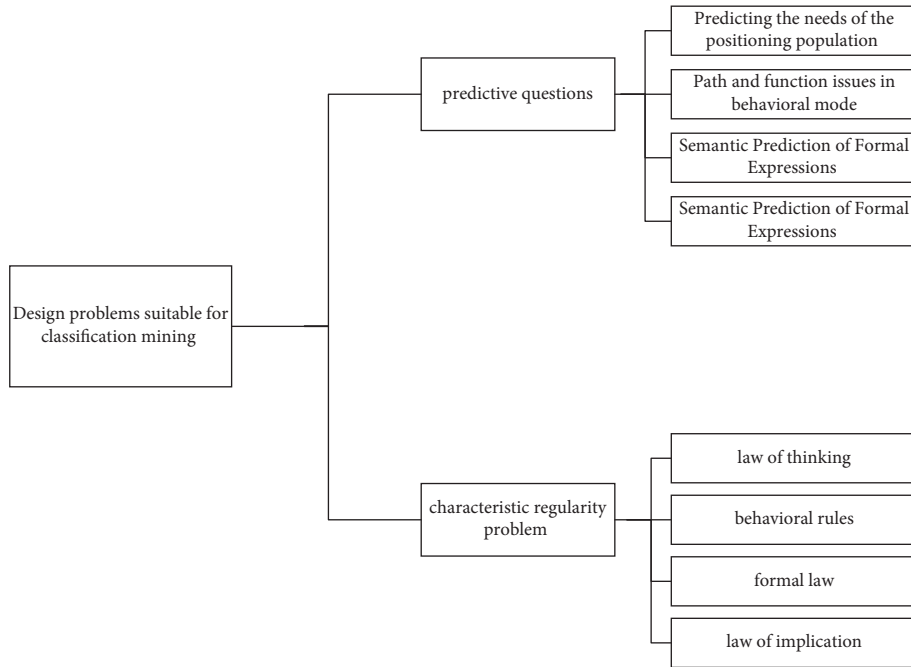 Predicting the needs of the
positioning population
predictive questions
Path and function issues in
behavioral mode
Semantic Prediction of Formal
Expressions
Semantic Prediction of Formal
Expressions
Design problems suitable for
classification mining
characteristic regularity
problem
law of thinking
behavioral rules
formal law
law of implication